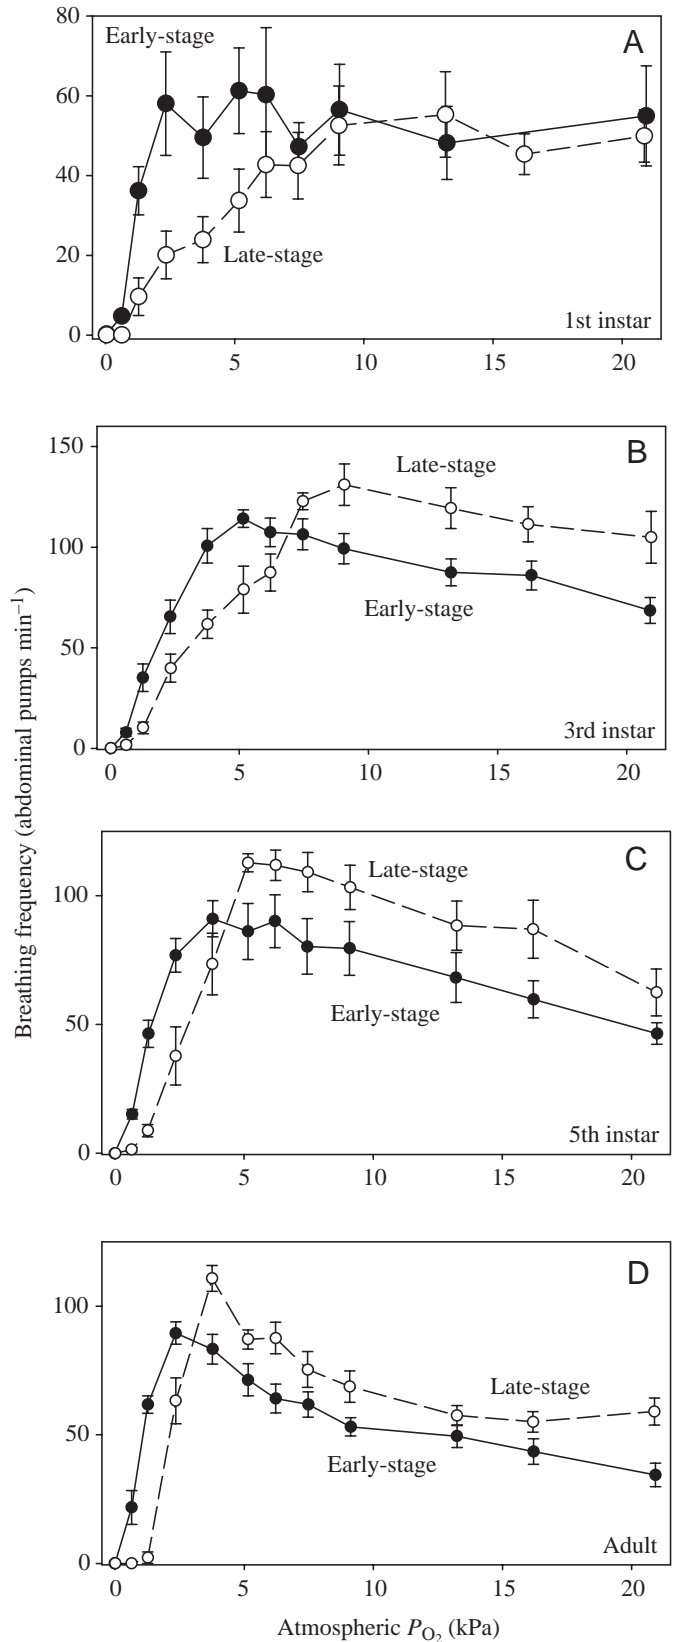 Breathing frequency (abdominal pumps min⁻¹)
80
60
40
20
0
Early-stage
A
Late-stage
1st instar
0 5 10 15 20
150
100
50
0
B
Late-stage
Early-stage
3rd instar
0 5 10 15 20
100
50
0
C
Late-stage
Early-stage
5th instar
0 5 10 15 20
100
50
0
D
Late-stage
Early-stage
Adult
0 5 10 15 20
Atmospheric P_O₂ (kPa)